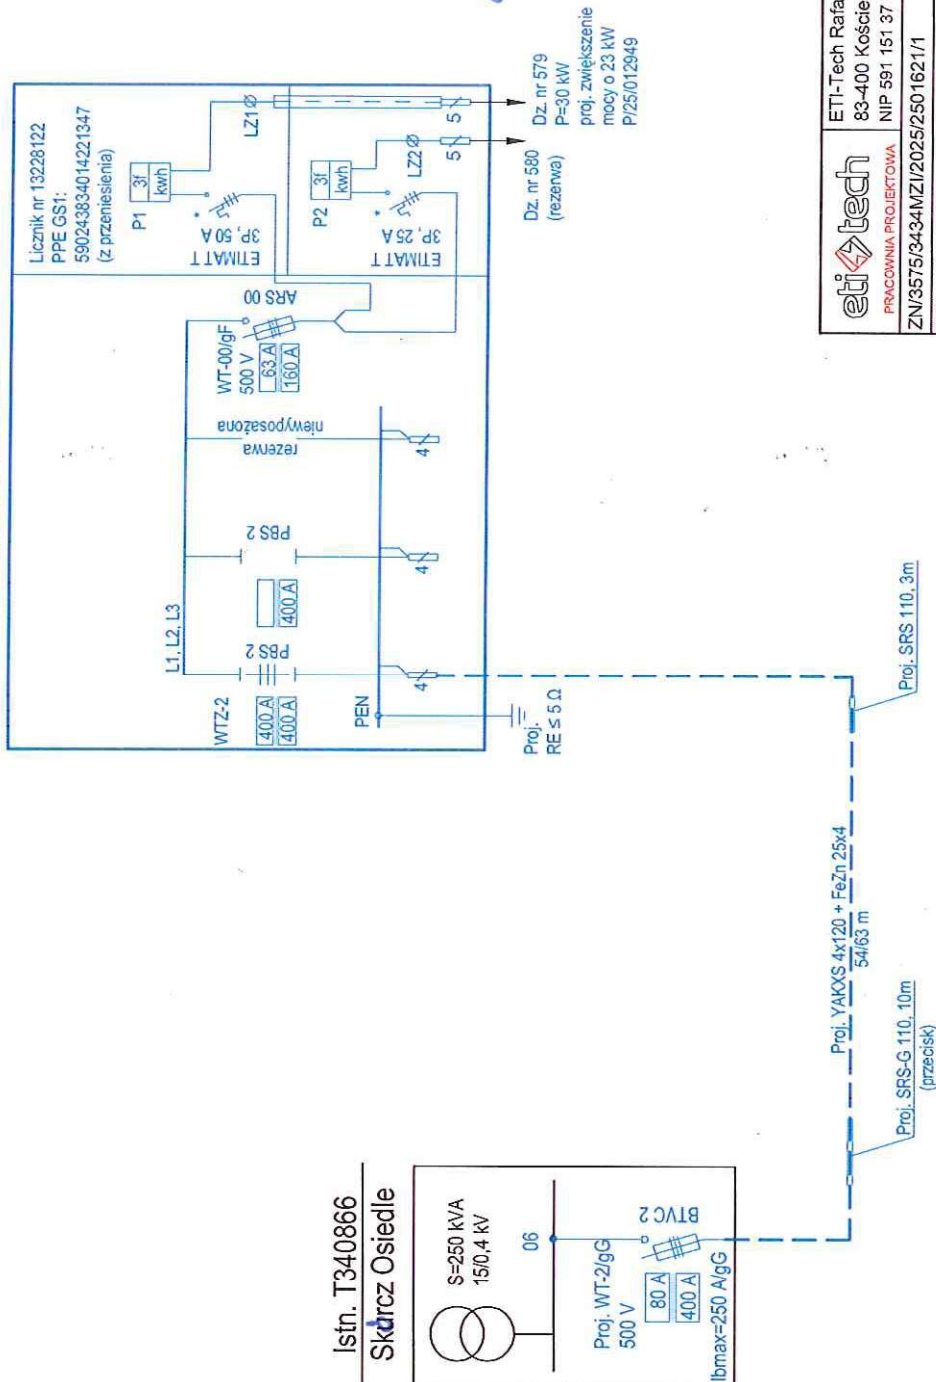 Licznik nr 13228122
PPE GS1:
590243834014221347
(z przeniesienia)
P1
3f
kwh
LZ1
*
ETIMAT T
3P, 50 A
P2
3f
kwh
LZ2
*
ETIMAT T
3P, 25 A
5
5
Dz. nr 579
P=30 kW
proj. zwiększenie
mocy o 23 kW
P/25/012949
Dz. nr 580
(rezerwa)
WT-00/gF
500 V
63 A
160 A
ARS 00
rezerwa
niewyposażona
4
PBS 2
400 A
4
L1, L2, L3
WTZ-2
400 A
400 A
PBS 2
4
PEN
Proj.
RE ≤ 5 Ω
Istn. T340866
Skórcz Osiedle
S=250 kVA
15/0,4 kV
06
Proj. WT-2/gG
500 V
80 A
400 A
BTVC 2
Ibmax=250 A/gG
Proj. YAKXS 4x120 + FeZn 25x4
54/63 m
Proj. SRS-G 110, 10m
(przecisk)
Proj. SRS 110, 3m
eti tech
PRACOWNIA PROJEKTOWA
ETI-Tech Rafa
83-400 Koście
NIP 591 151 37
ZN/3575/3434MZI/2025/2501621/1